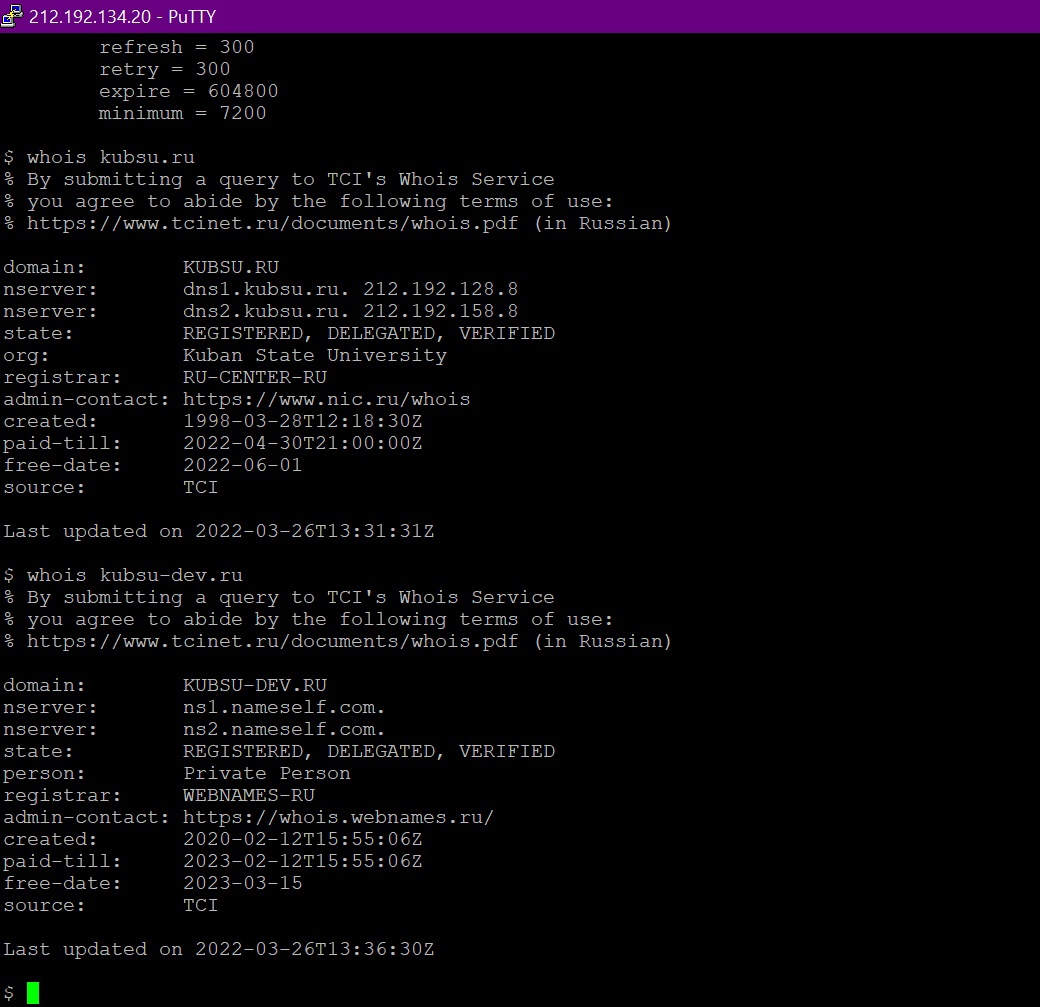 212.192.134.20 - PuTTY
refresh = 300
retry = 300
expire = 604800
minimum = 7200
$ whois kubsu.ru
% By submitting a query to TCI's Whois Service
% you agree to abide by the following terms of use:
% https://www.tcinet.ru/documents/whois.pdf (in Russian)
domain: KUBSU.RU
nserver: dns1.kubsu.ru. 212.192.128.8
nserver: dns2.kubsu.ru. 212.192.158.8
state: REGISTERED, DELEGATED, VERIFIED
org: Kuban State University
registrar: RU-CENTER-RU
admin-contact: https://www.nic.ru/whois
created: 1998-03-28T12:18:30Z
paid-till: 2022-04-30T21:00:00Z
free-date: 2022-06-01
source: TCI
Last updated on 2022-03-26T13:31:31Z
$ whois kubsu-dev.ru
% By submitting a query to TCI's Whois Service
% you agree to abide by the following terms of use:
% https://www.tcinet.ru/documents/whois.pdf (in Russian)
domain: KUBSU-DEV.RU
nserver: ns1.nameself.com.
nserver: ns2.nameself.com.
state: REGISTERED, DELEGATED, VERIFIED
person: Private Person
registrar: WEBNAMES-RU
admin-contact: https://whois.webnames.ru/
created: 2020-02-12T15:55:06Z
paid-till: 2023-02-12T15:55:06Z
free-date: 2023-03-15
source: TCI
Last updated on 2022-03-26T13:36:30Z
$